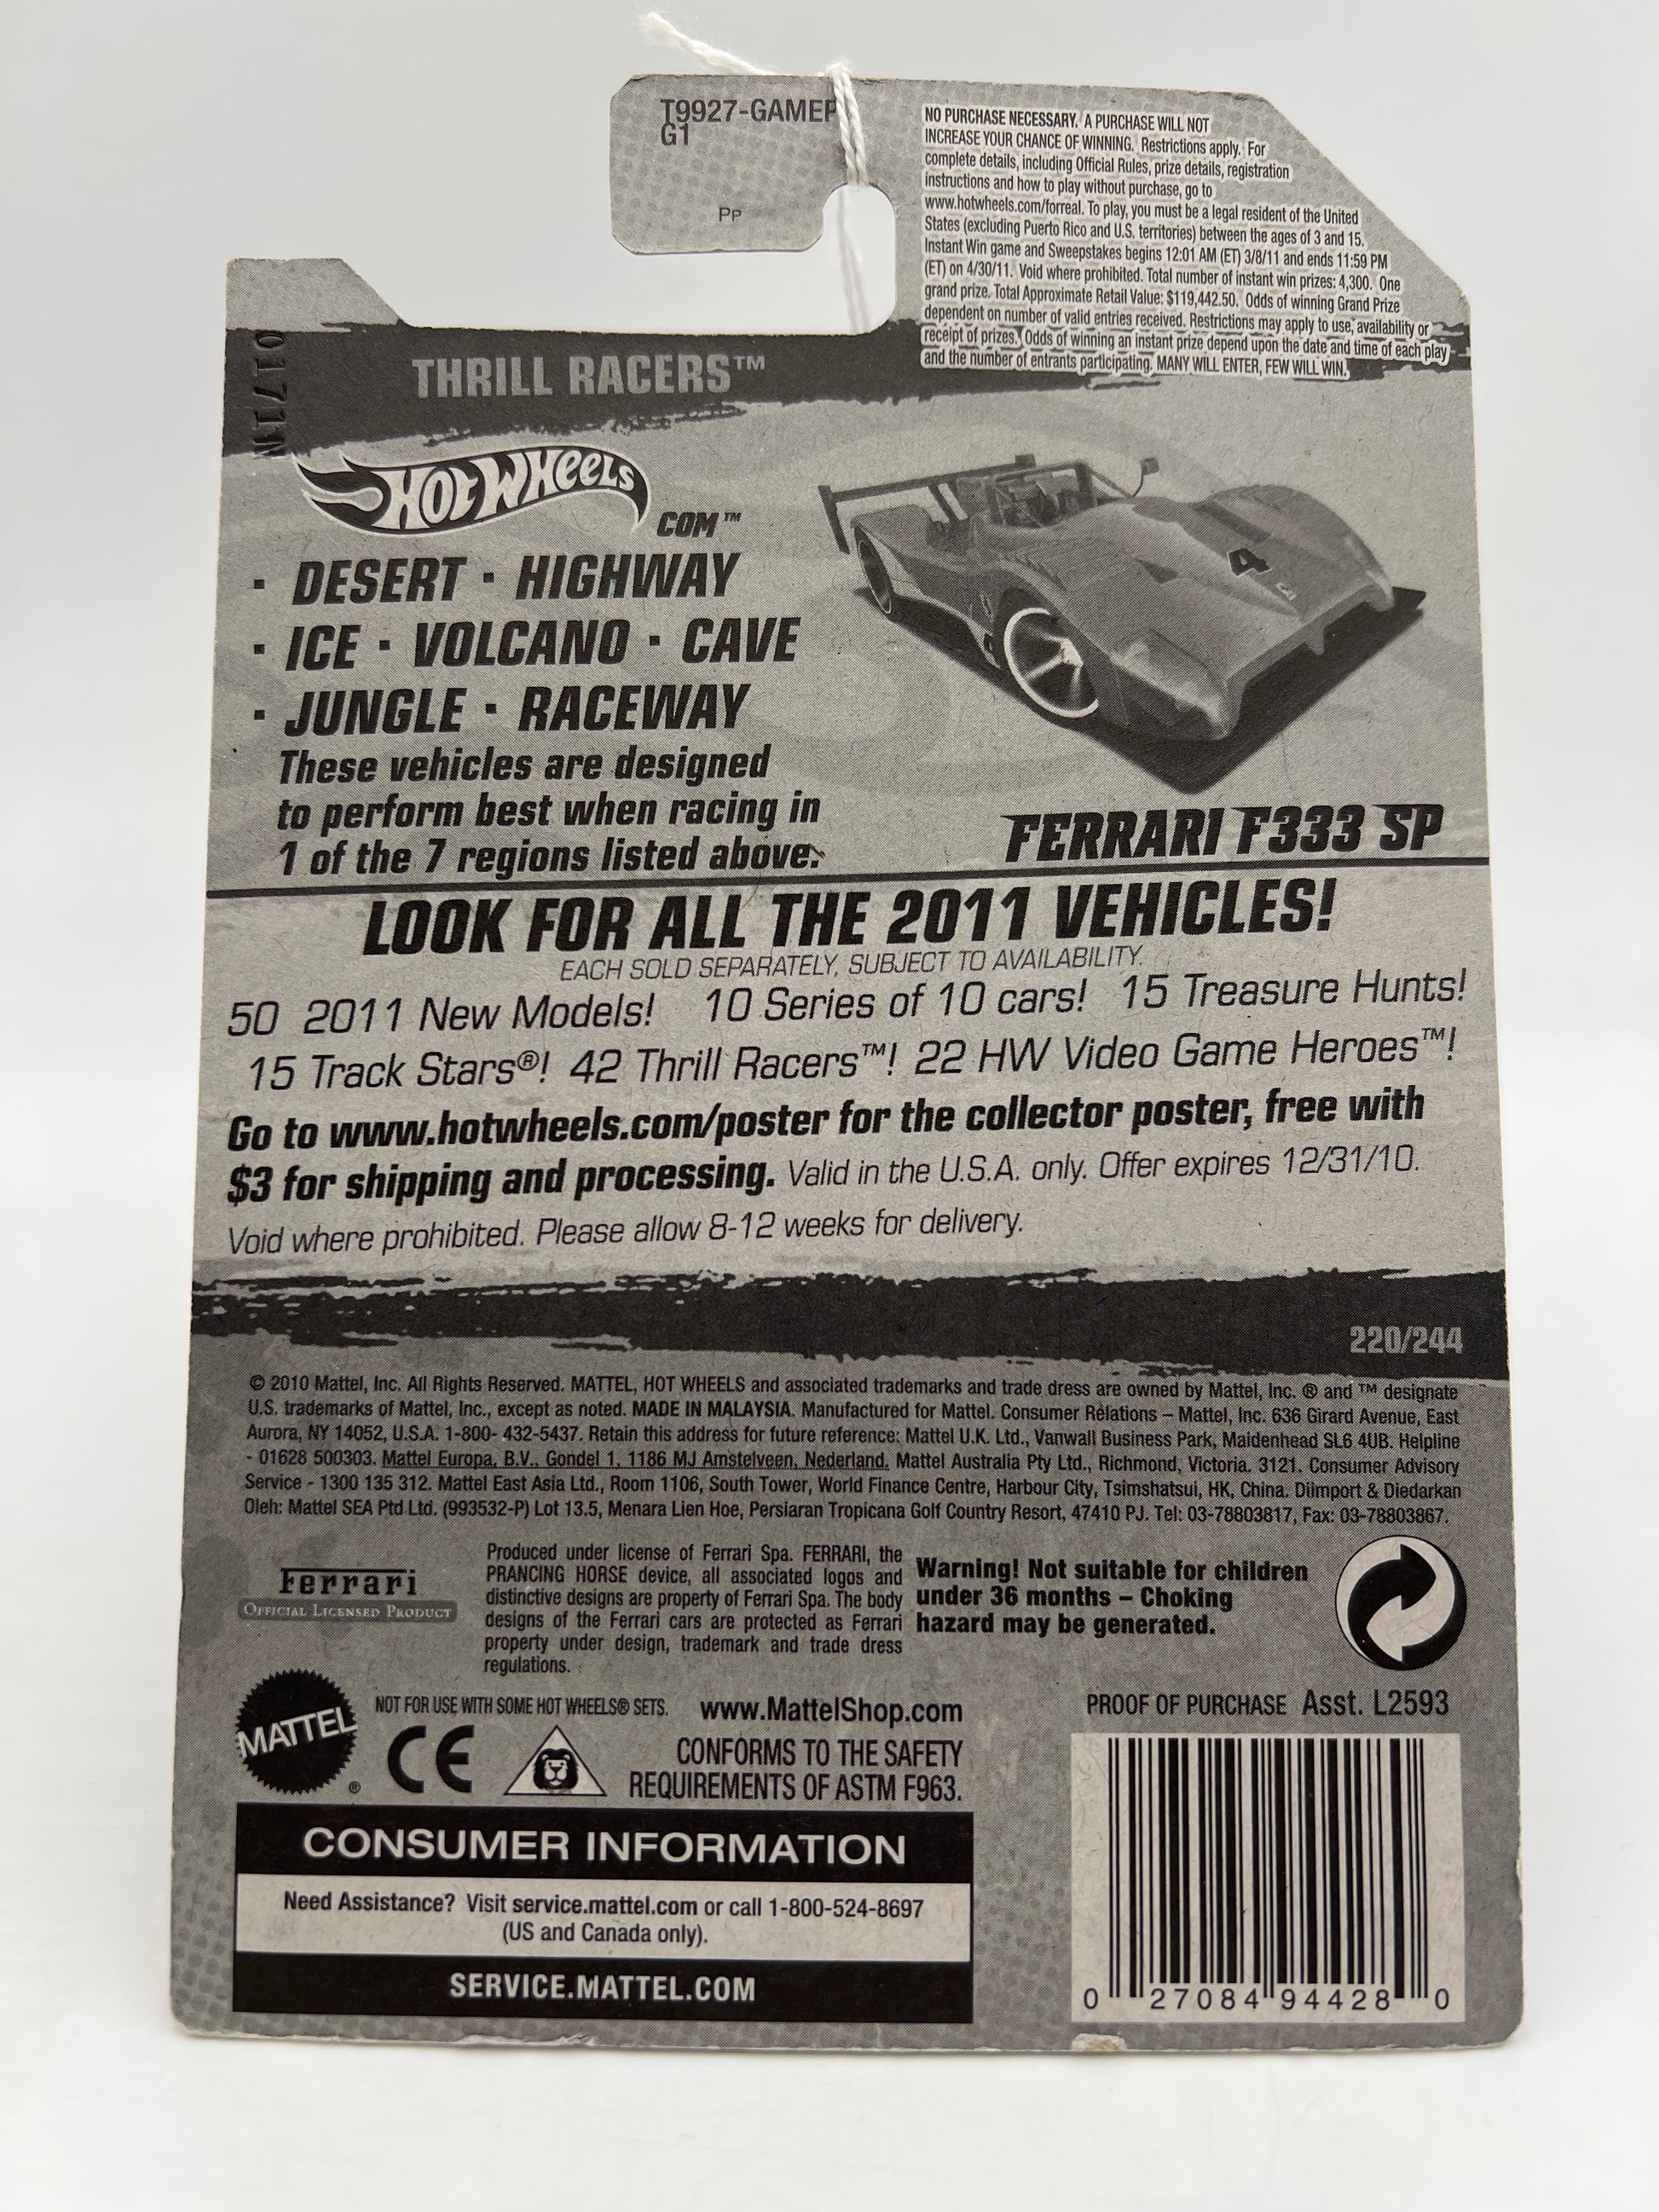 T9927-GAMEP
G1
Pp
NO PURCHASE NECESSARY. A PURCHASE WILL NOT
INCREASE YOUR CHANCE OF WINNING. Restrictions apply. For
complete details, including Official Rules, prize details, registration
instructions and how to play without purchase, go to
www.hotwheels.com/forreal. To play, you must be a legal resident of the United
States (excluding Puerto Rico and U.S. territories) between the ages of 3 and 15.
Instant Win game and Sweepstakes begins 12:01 AM (ET) 3/8/11 and ends 11:59 PM
(ET) on 4/30/11. Void where prohibited. Total number of instant win prizes: 4,300. One
grand prize. Total Approximate Retail Value: $119,442.50. Odds of winning Grand Prize
dependent on number of valid entries received. Restrictions may apply to use, availability or
receipt of prizes. Odds of winning an instant prize depend upon the date and time of each play
and the number of entrants participating. MANY WILL ENTER, FEW WILL WIN.
THRILL RACERS™
HOT WHEELS
COM™
4
· DESERT · HIGHWAY
· ICE · VOLCANO · CAVE
· JUNGLE · RACEWAY
These vehicles are designed
to perform best when racing in
1 of the 7 regions listed above.
FERRARI F333 SP
LOOK FOR ALL THE 2011 VEHICLES!
EACH SOLD SEPARATELY, SUBJECT TO AVAILABILITY.
50 2011 New Models! 10 Series of 10 cars! 15 Treasure Hunts!
15 Track Stars®! 42 Thrill Racers™! 22 HW Video Game Heroes™!
Go to www.hotwheels.com/poster for the collector poster, free with
$3 for shipping and processing. Valid in the U.S.A. only. Offer expires 12/31/10.
Void where prohibited. Please allow 8-12 weeks for delivery.
220/244
© 2010 Mattel, Inc. All Rights Reserved. MATTEL, HOT WHEELS and associated trademarks and trade dress are owned by Mattel, Inc. ® and ™ designate
U.S. trademarks of Mattel, Inc., except as noted. MADE IN MALAYSIA. Manufactured for Mattel. Consumer Relations – Mattel, Inc. 636 Girard Avenue, East
Aurora, NY 14052, U.S.A. 1-800- 432-5437. Retain this address for future reference: Mattel U.K. Ltd., Vanwall Business Park, Maidenhead SL6 4UB. Helpline
- 01628 500303. Mattel Europa, B.V., Gondel 1, 1186 MJ Amstelveen, Nederland. Mattel Australia Pty Ltd., Richmond, Victoria. 3121. Consumer Advisory
Service - 1300 135 312. Mattel East Asia Ltd., Room 1106, South Tower, World Finance Centre, Harbour City, Tsimshatsui, HK, China. Diimport & Diedarkan
Oleh: Mattel SEA Ptd Ltd. (993532-P) Lot 13.5, Menara Lien Hoe, Persiaran Tropicana Golf Country Resort, 47410 PJ. Tel: 03-78803817, Fax: 03-78803867.
Ferrari
OFFICIAL LICENSED PRODUCT
Produced under license of Ferrari Spa. FERRARI, the
PRANCING HORSE device, all associated logos and
distinctive designs are property of Ferrari Spa. The body
designs of the Ferrari cars are protected as Ferrari
property under design, trademark and trade dress
regulations.
Warning! Not suitable for children
under 36 months – Choking
hazard may be generated.
MATTEL
®
NOT FOR USE WITH SOME HOT WHEELS® SETS.
www.MattelShop.com
CE
CONFORMS TO THE SAFETY
REQUIREMENTS OF ASTM F963.
PROOF OF PURCHASE Asst. L2593
CONSUMER INFORMATION
Need Assistance? Visit service.mattel.com or call 1-800-524-8697
(US and Canada only).
SERVICE.MATTEL.COM
0 27084 94428 0